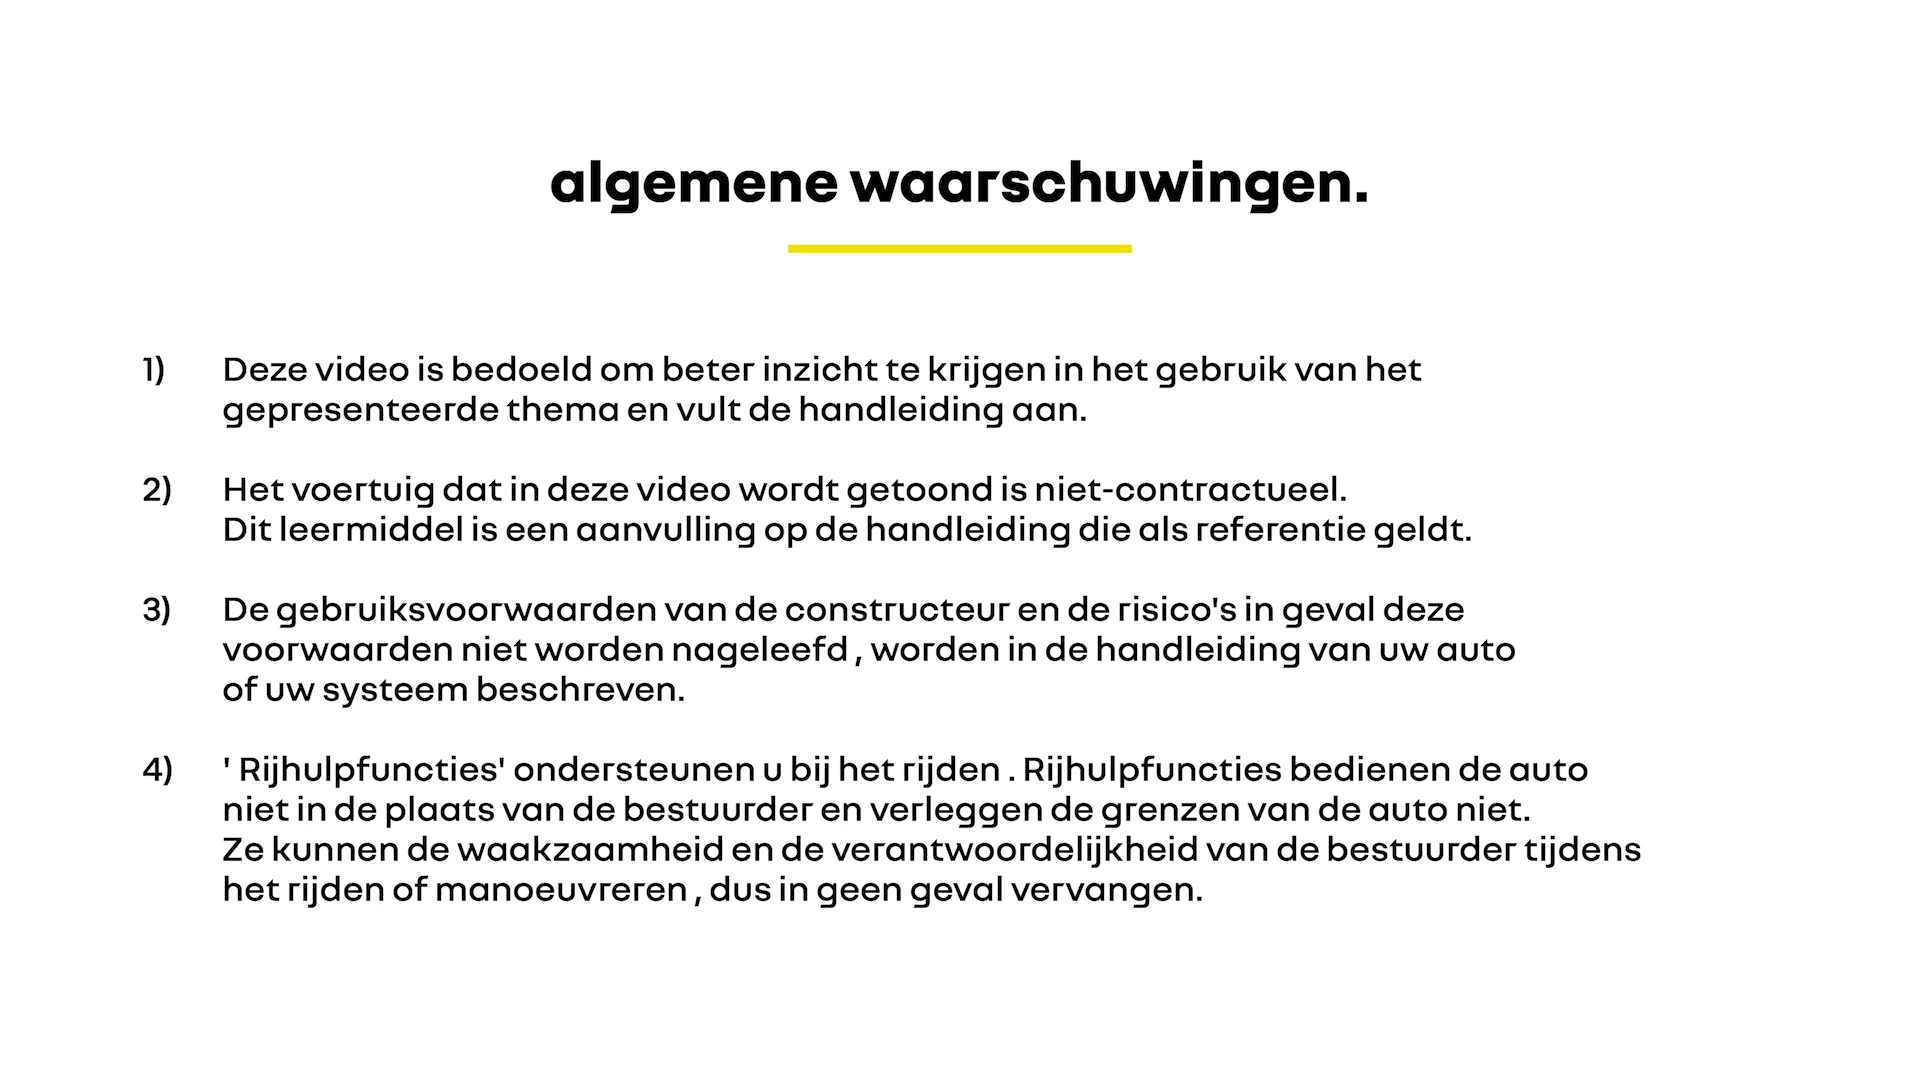 algemene waarschuwingen.
1) Deze video is bedoeld om beter inzicht te krijgen in het gebruik van het
gepresenteerde thema en vult de handleiding aan.
2) Het voertuig dat in deze video wordt getoond is niet-contractueel.
Dit leermiddel is een aanvulling op de handleiding die als referentie geldt.
3) De gebruiksvoorwaarden van de constructeur en de risico's in geval deze
voorwaarden niet worden nageleefd , worden in de handleiding van uw auto
of uw systeem beschreven.
4) ' Rijhulpfuncties' ondersteunen u bij het rijden . Rijhulpfuncties bedienen de auto
niet in de plaats van de bestuurder en verleggen de grenzen van de auto niet.
Ze kunnen de waakzaamheid en de verantwoordelijkheid van de bestuurder tijdens
het rijden of manoeuvreren , dus in geen geval vervangen.